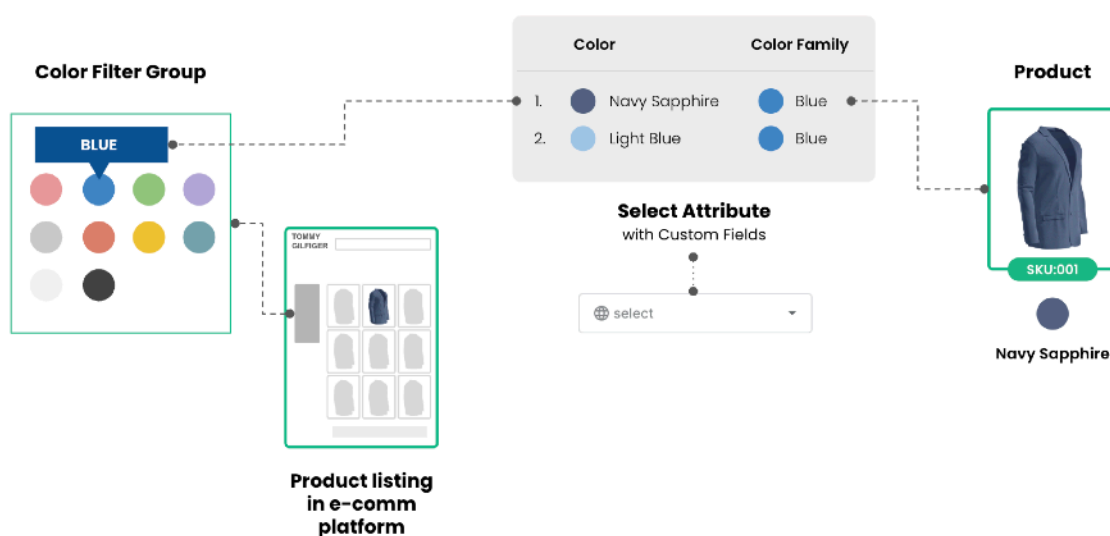 Color Filter Group
BLUE
TOMMY
GILFIGER
Product listing
in e-comm
platform
Color Color Family
1. Navy Sapphire Blue
2. Light Blue Blue
Select Attribute
with Custom Fields
select
Product
SKU:001
Navy Sapphire